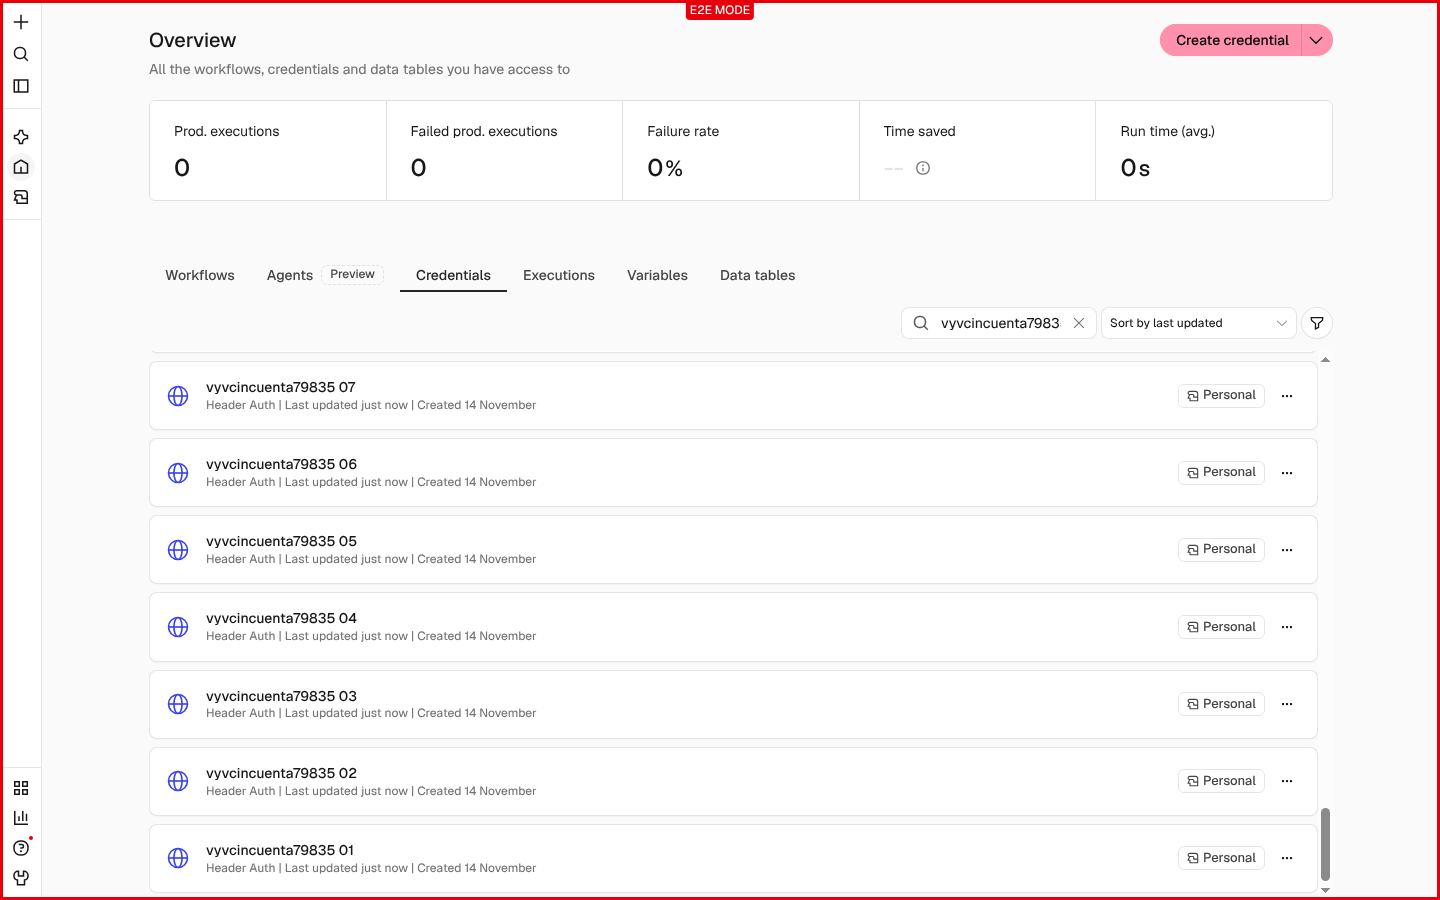 E2E MODE
Overview
Create credential
All the workflows, credentials and data tables you have access to
Prod. executions
0
Failed prod. executions
0
Failure rate
0%
Time saved
--
Run time (avg.)
0s
Workflows
Agents
Preview
Credentials
Executions
Variables
Data tables
vyvcincuenta7983
Sort by last updated
vyvcincuenta79835 07
Header Auth | Last updated just now | Created 14 November
Personal
vyvcincuenta79835 06
Header Auth | Last updated just now | Created 14 November
Personal
vyvcincuenta79835 05
Header Auth | Last updated just now | Created 14 November
Personal
vyvcincuenta79835 04
Header Auth | Last updated just now | Created 14 November
Personal
vyvcincuenta79835 03
Header Auth | Last updated just now | Created 14 November
Personal
vyvcincuenta79835 02
Header Auth | Last updated just now | Created 14 November
Personal
vyvcincuenta79835 01
Header Auth | Last updated just now | Created 14 November
Personal